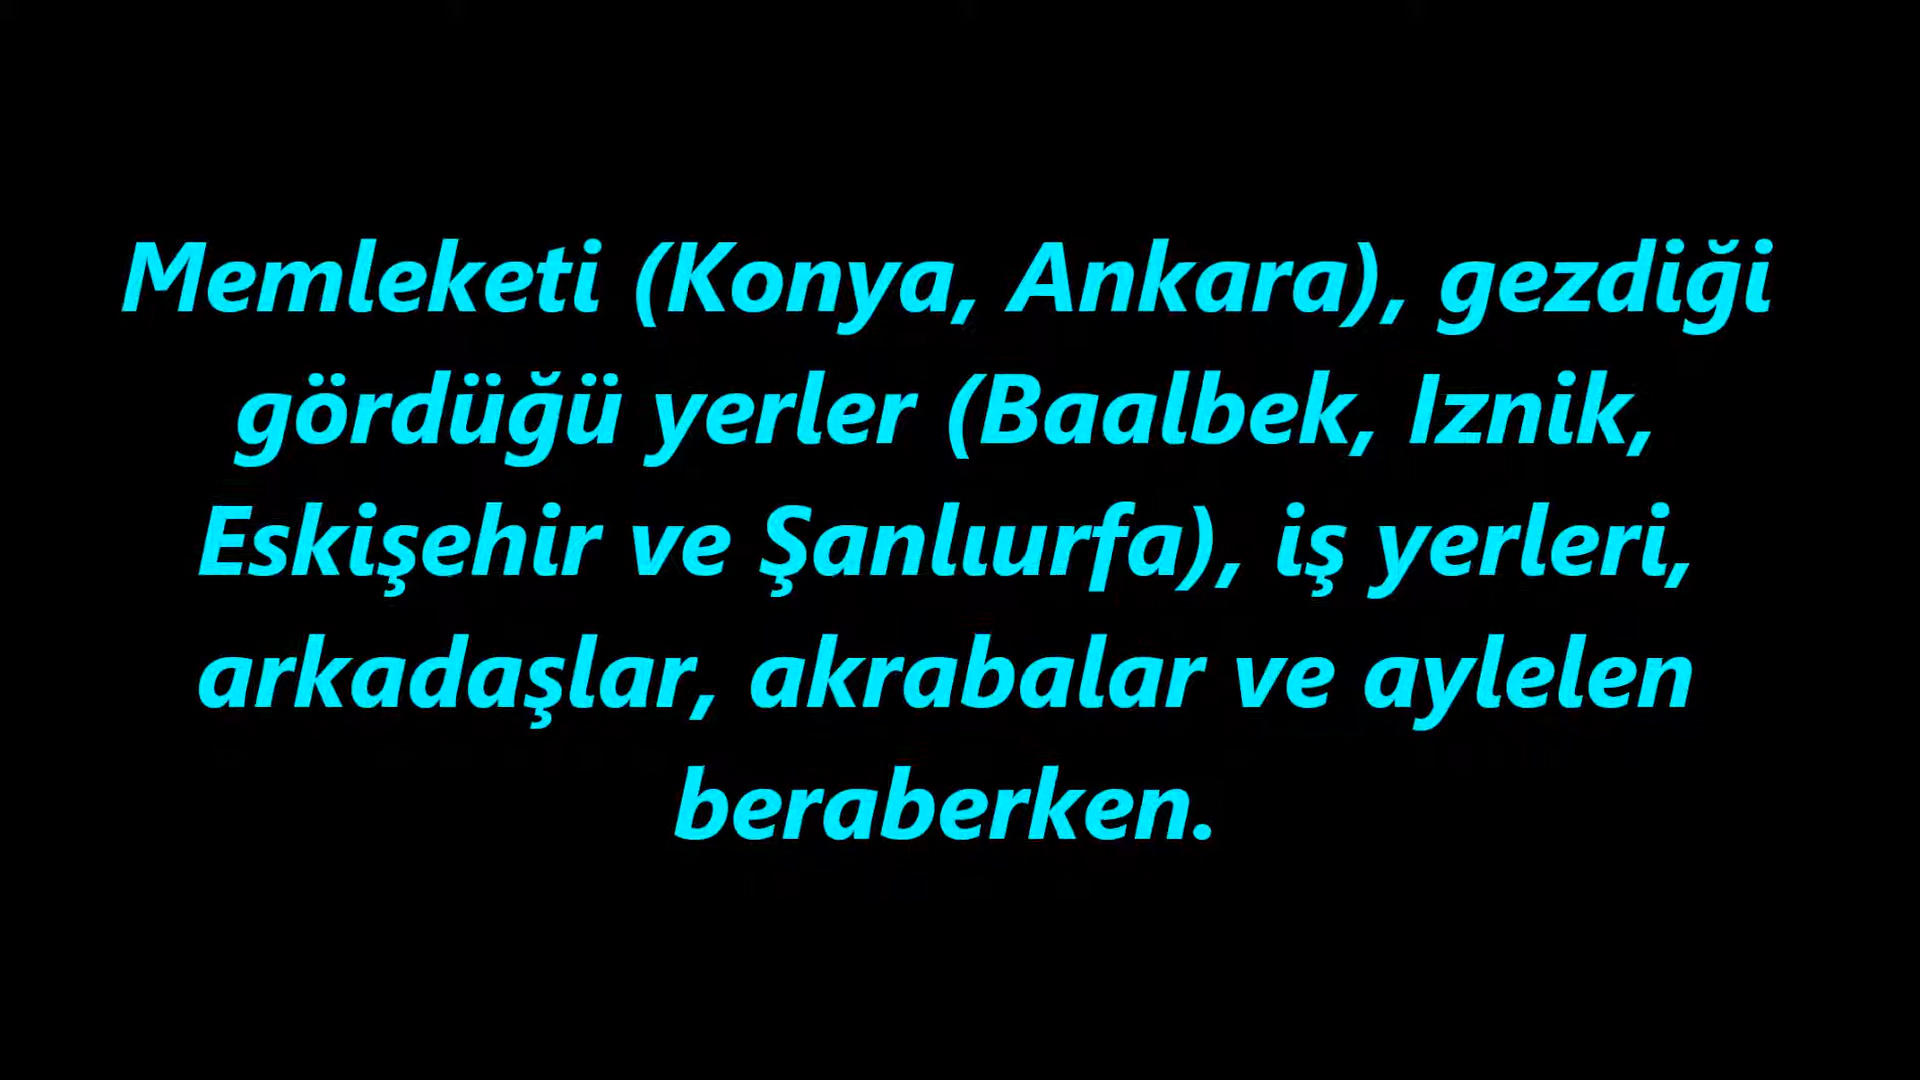 Memleketi (Konya, Ankara), gezdiği
gördüğü yerler (Baalbek, Iznik,
Eskişehir ve Şanlıurfa), iş yerleri,
arkadaşlar, akrabalar ve aylelen
beraberken.